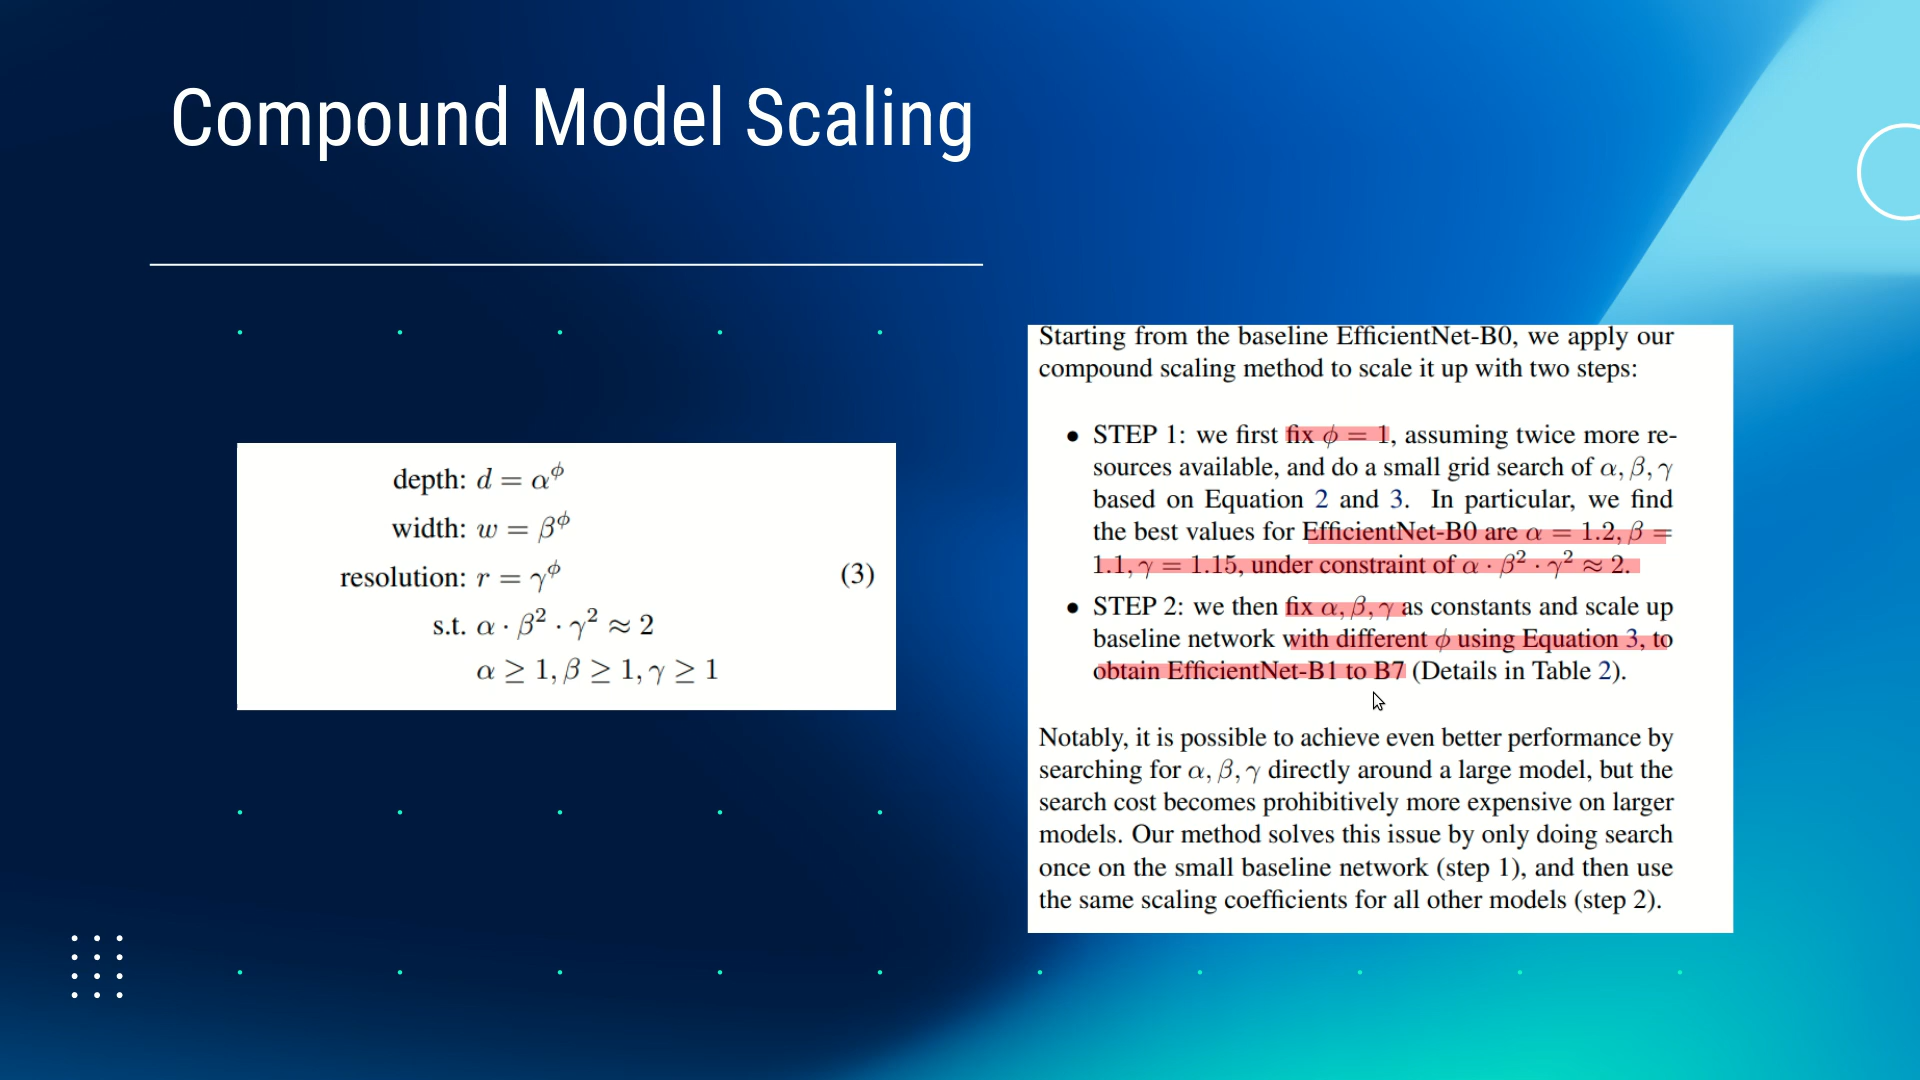 Compound Model Scaling
depth: d = α^ϕ
width: w = β^ϕ
resolution: r = γ^ϕ
(3)
s.t. α · β² · γ² ≈ 2
α ≥ 1, β ≥ 1, γ ≥ 1
Starting from the baseline EfficientNet-B0, we apply our
compound scaling method to scale it up with two steps:
• STEP 1: we first fix ϕ = 1, assuming twice more re-
sources available, and do a small grid search of α, β, γ
based on Equation 2 and 3. In particular, we find
the best values for EfficientNet-B0 are α = 1.2, β =
1.1, γ = 1.15, under constraint of α · β² · γ² ≈ 2.
• STEP 2: we then fix α, β, γ as constants and scale up
baseline network with different ϕ using Equation 3, to
obtain EfficientNet-B1 to B7 (Details in Table 2).
Notably, it is possible to achieve even better performance by
searching for α, β, γ directly around a large model, but the
search cost becomes prohibitively more expensive on larger
models. Our method solves this issue by only doing search
once on the small baseline network (step 1), and then use
the same scaling coefficients for all other models (step 2).